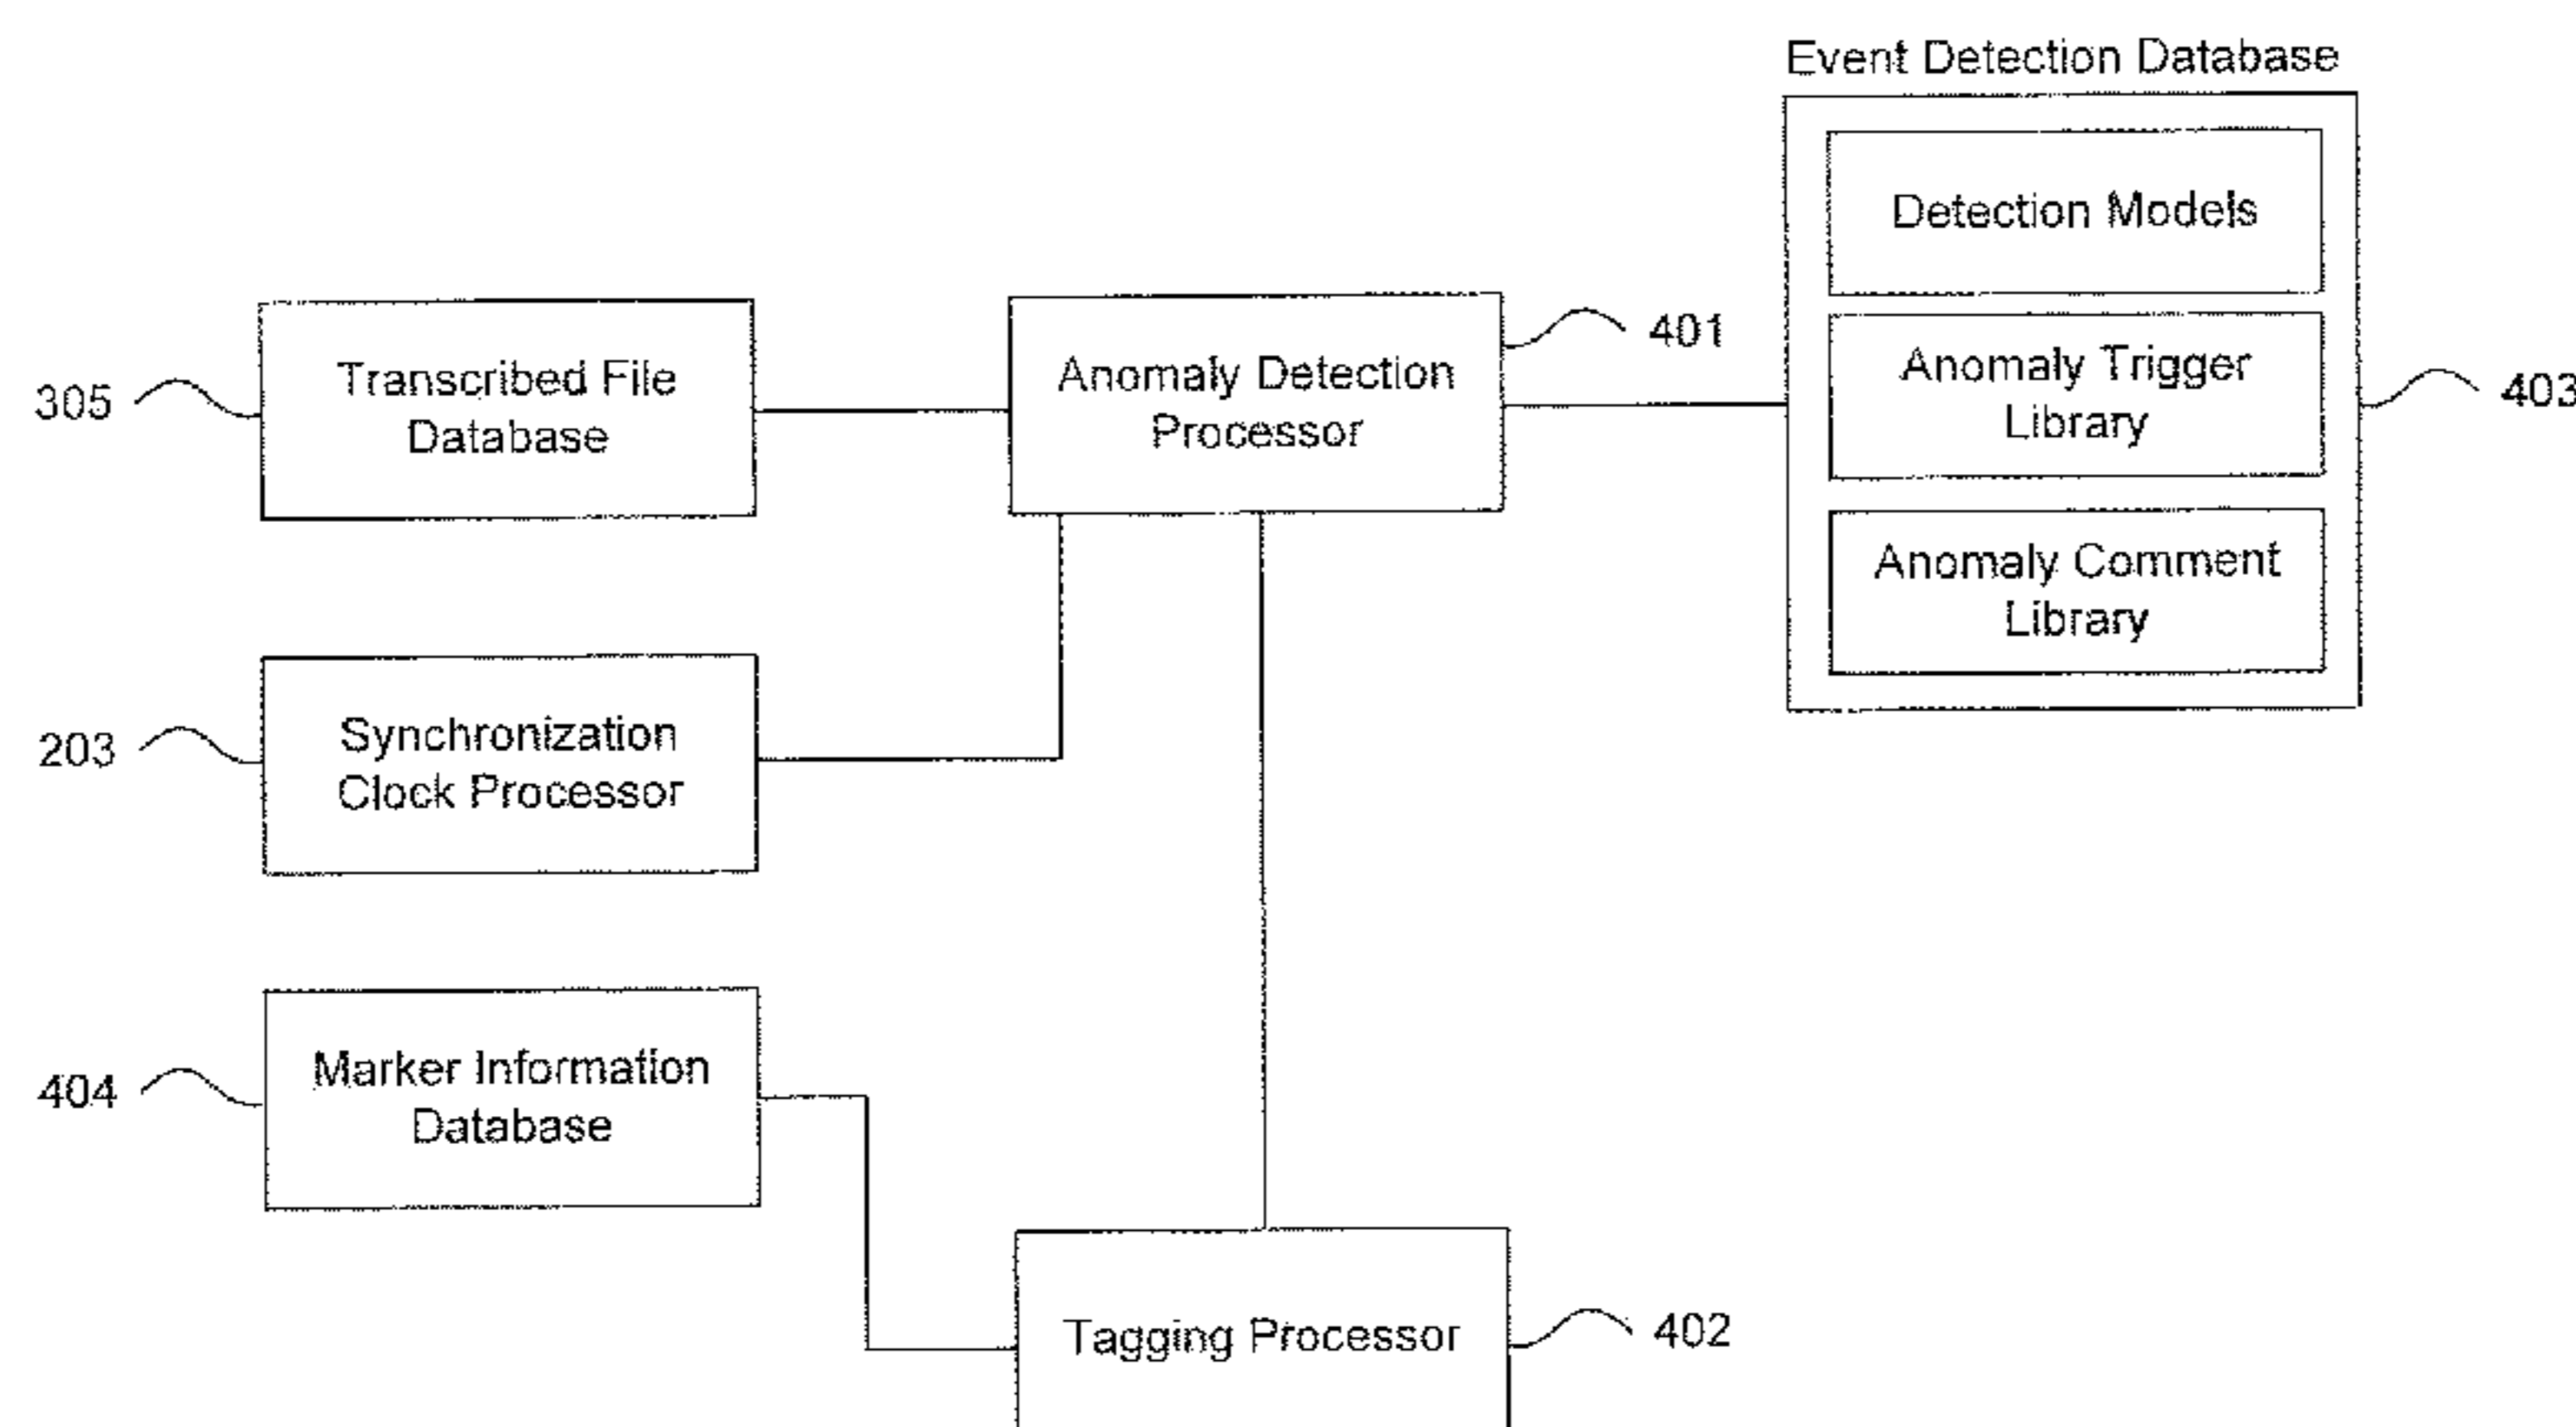 Event Detection Database
Detection Models
401
Transcribed File
Database
Anomaly Detection
Processor
Anomaly Trigger
Library
305
403
Anomaly Comment
Library
203
Synchronization
Clock Processor
404
Marker Information
Database
Tagging Processor
402